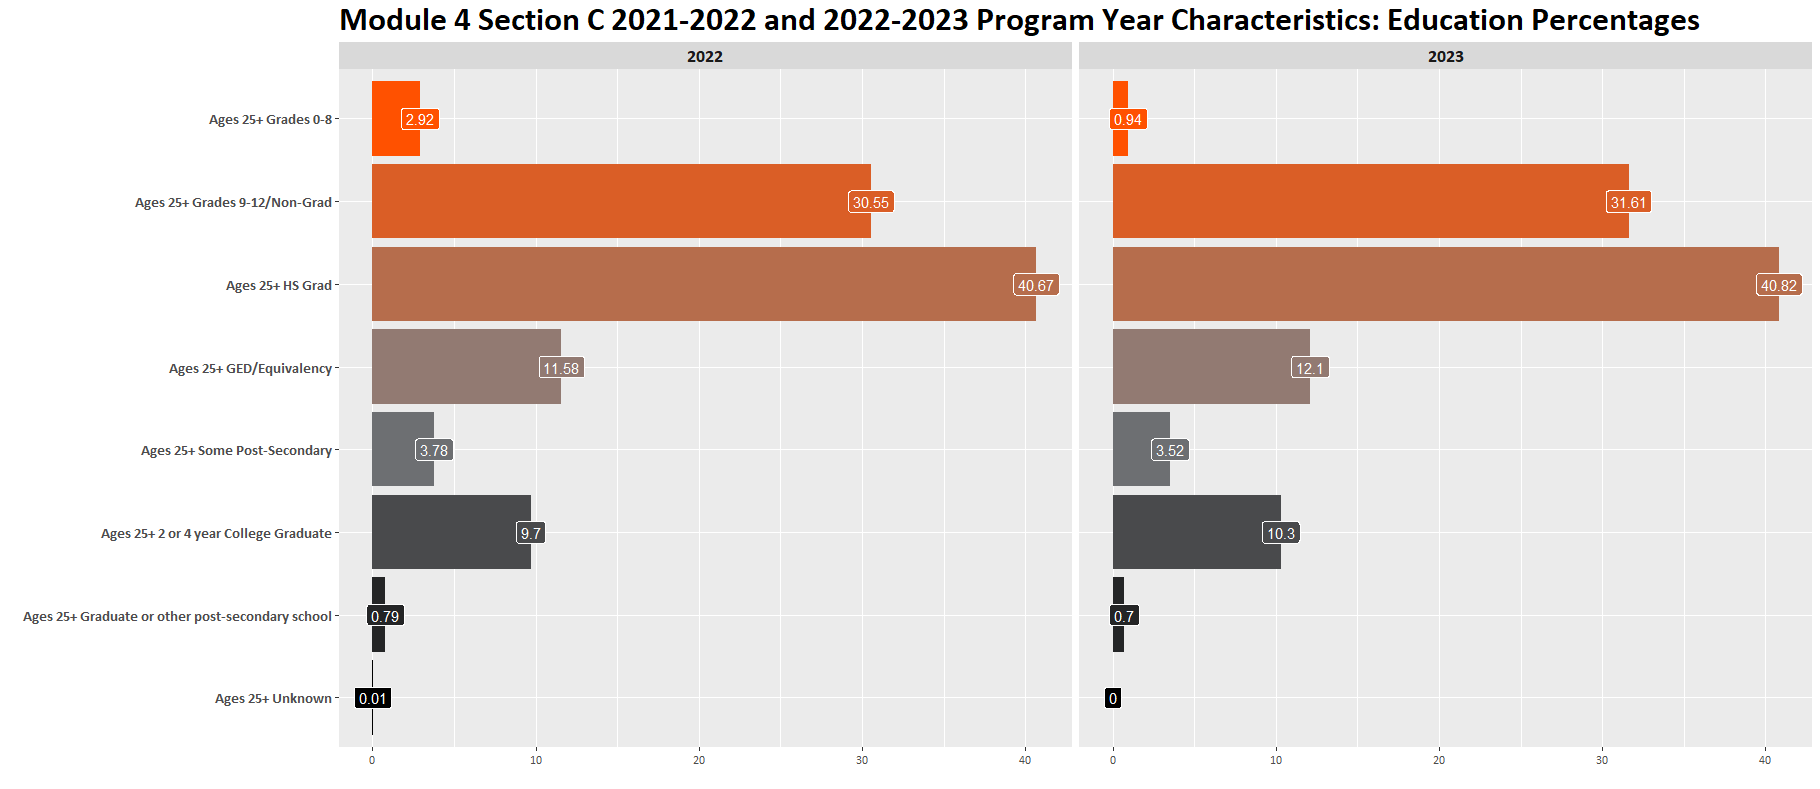 Module 4 Section C 2021-2022 and 2022-2023 Program Year Characteristics: Education Percentages
2022 2023
Ages 25+ Grades 0-8 2.92 0.94
Ages 25+ Grades 9-12/Non-Grad 30.55 31.61
Ages 25+ HS Grad 40.67 40.82
Ages 25+ GED/Equivalency 11.58 12.1
Ages 25+ Some Post-Secondary 3.78 3.52
Ages 25+ 2 or 4 year College Graduate 9.7 10.3
Ages 25+ Graduate or other post-secondary school 0.79 0.7
Ages 25+ Unknown 0.01 0
0 10 20 30 40 0 10 20 30 40